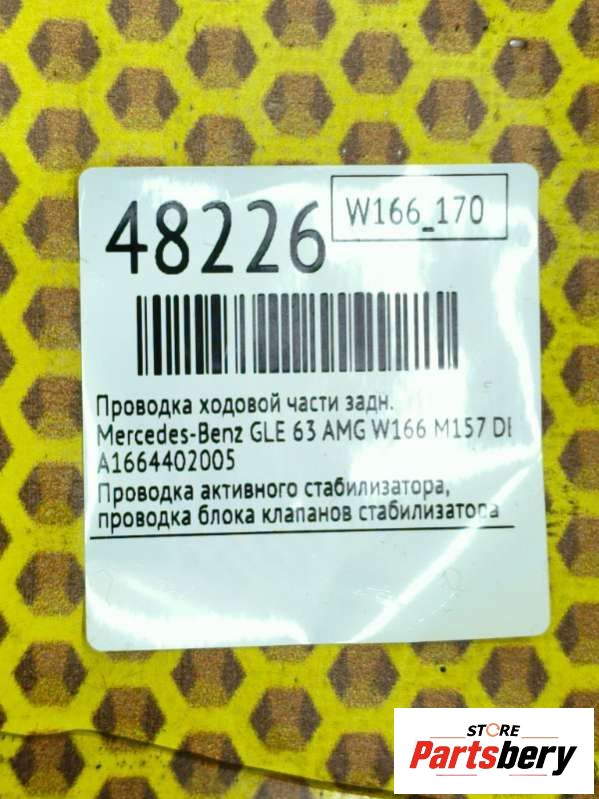 48226
W166_170
Проводка ходовой части задн.
Mercedes-Benz GLE 63 AMG W166 M157 DE
A1664402005
Проводка активного стабилизатора,
проводка блока клапанов стабилизатора
STORE
Partsbery